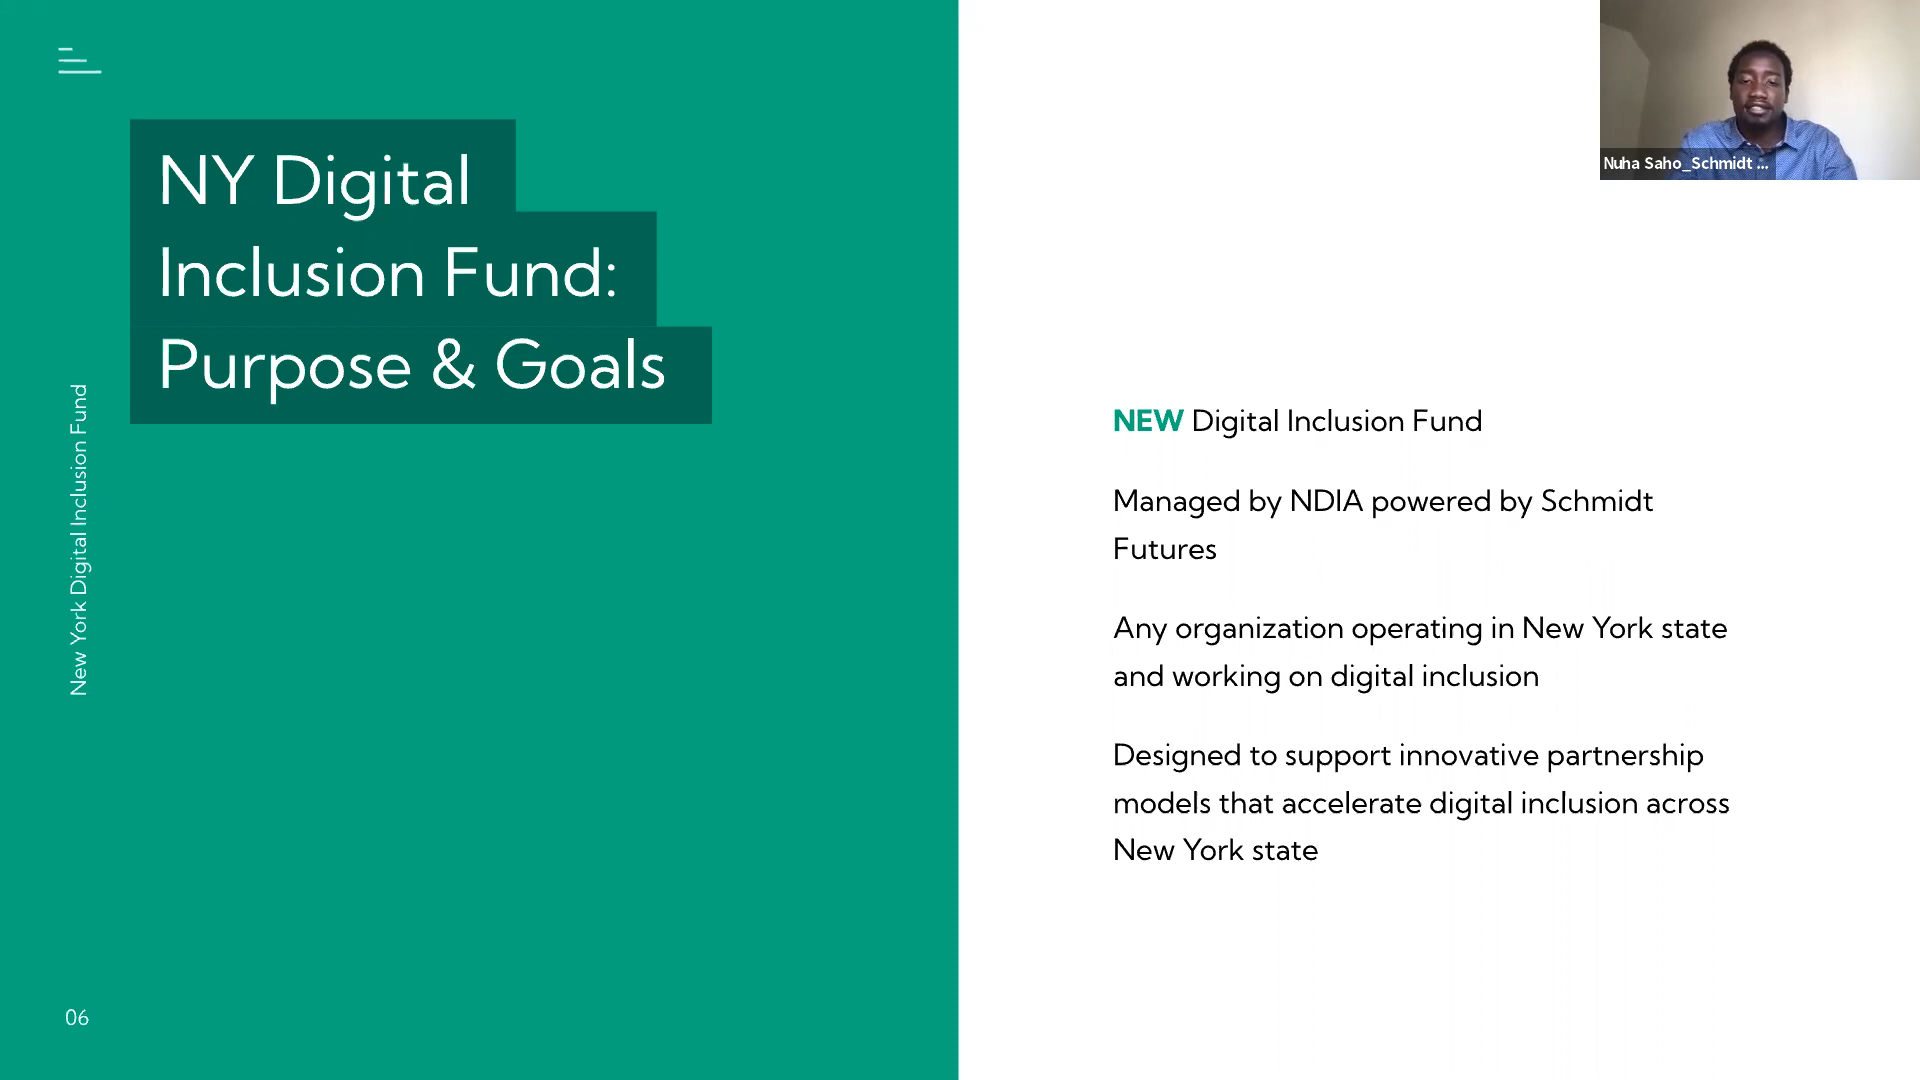 NY Digital
Inclusion Fund:
Purpose & Goals
New York Digital Inclusion Fund
06
NEW Digital Inclusion Fund
Managed by NDIA powered by Schmidt
Futures
Any organization operating in New York state
and working on digital inclusion
Designed to support innovative partnership
models that accelerate digital inclusion across
New York state
Nuha Saho_Schmidt ...